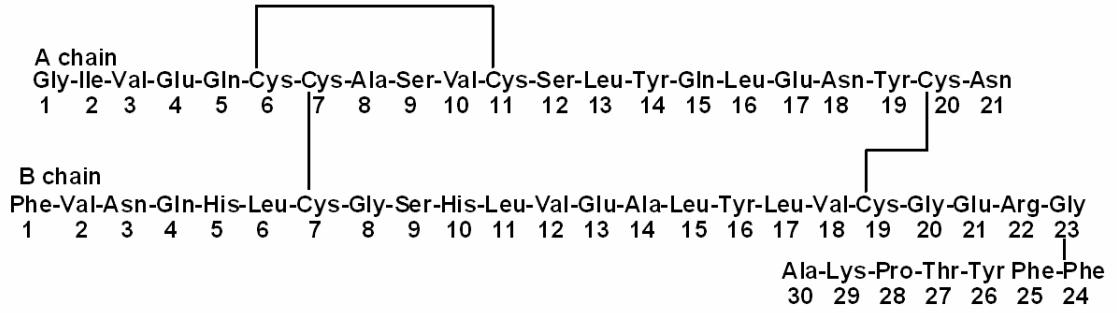 A chain
Gly-Ile-Val-Glu-Gln-Cys-Cys-Ala-Ser-Val-Cys-Ser-Leu-Tyr-Gln-Leu-Glu-Asn-Tyr-Cys-Asn
1 2 3 4 5 6 7 8 9 10 11 12 13 14 15 16 17 18 19 20 21
B chain
Phe-Val-Asn-Gln-His-Leu-Cys-Gly-Ser-His-Leu-Val-Glu-Ala-Leu-Tyr-Leu-Val-Cys-Gly-Glu-Arg-Gly
1 2 3 4 5 6 7 8 9 10 11 12 13 14 15 16 17 18 19 20 21 22 23
Ala-Lys-Pro-Thr-Tyr Phe-Phe
30 29 28 27 26 25 24